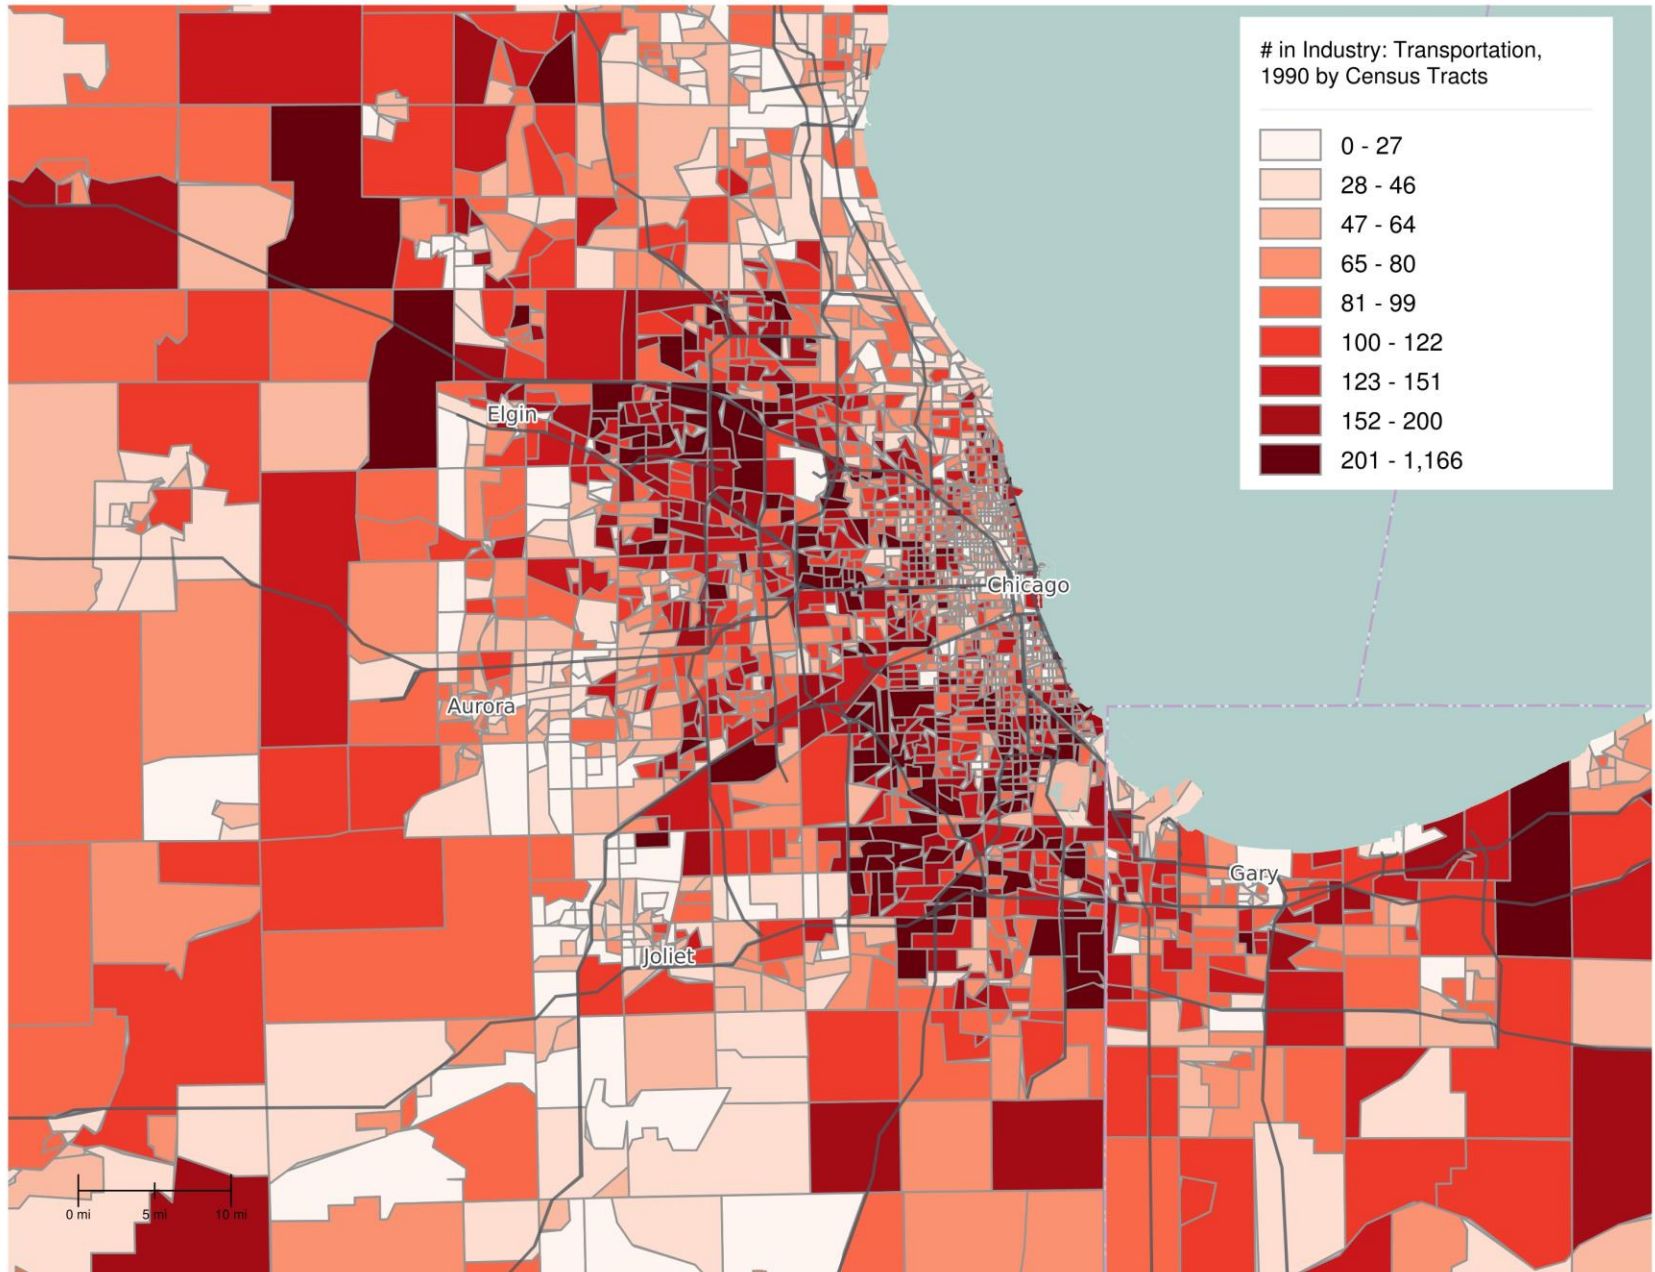 # in Industry: Transportation,
1990 by Census Tracts
0 - 27
28 - 46
47 - 64
65 - 80
81 - 99
100 - 122
123 - 151
152 - 200
201 - 1,166
Elgin
Chicago
Aurora
Gary
Joliet
0 mi 5 mi 10 mi